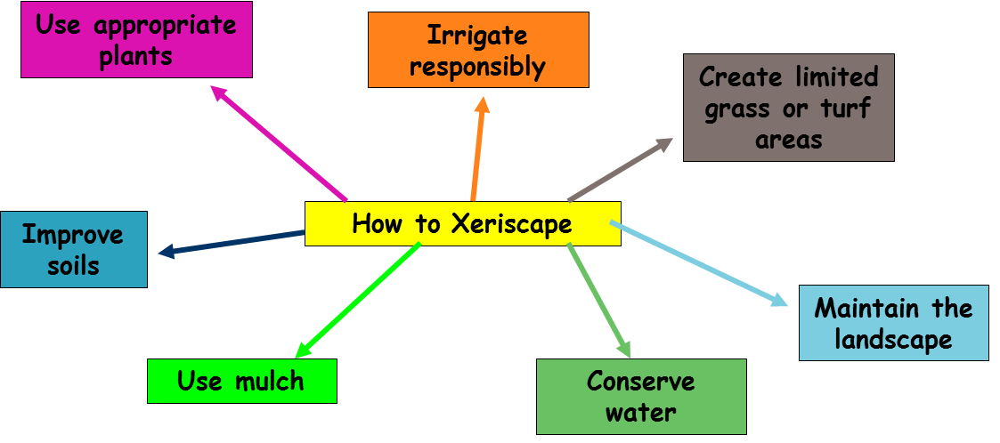 Use appropriate
plants
Irrigate
responsibly
Create limited
grass or turf
areas
How to Xeriscape
Improve
soils
Maintain the
landscape
Use mulch
Conserve
water